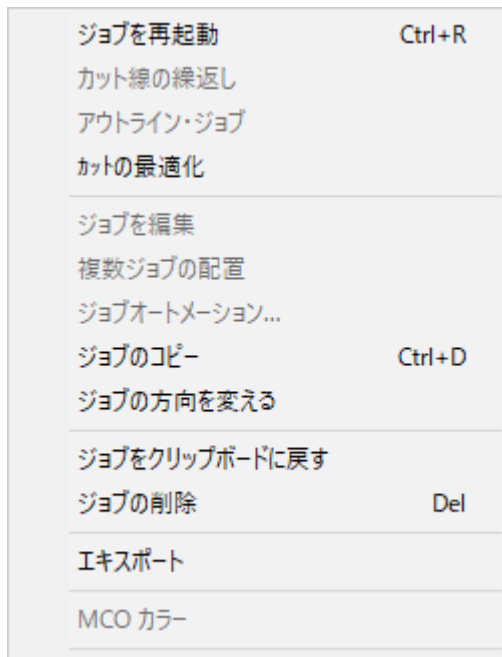 ジョブを再起動 Ctrl+R
カット線の繰返し
アウトライン・ジョブ
ｶｯﾄの最適化
ジョブを編集
複数ジョブの配置
ジョブオートメーション...
ジョブのコピー Ctrl+D
ジョブの方向を変える
ジョブをクリップボードに戻す
ジョブの削除 Del
エキスポート
MCO カラー